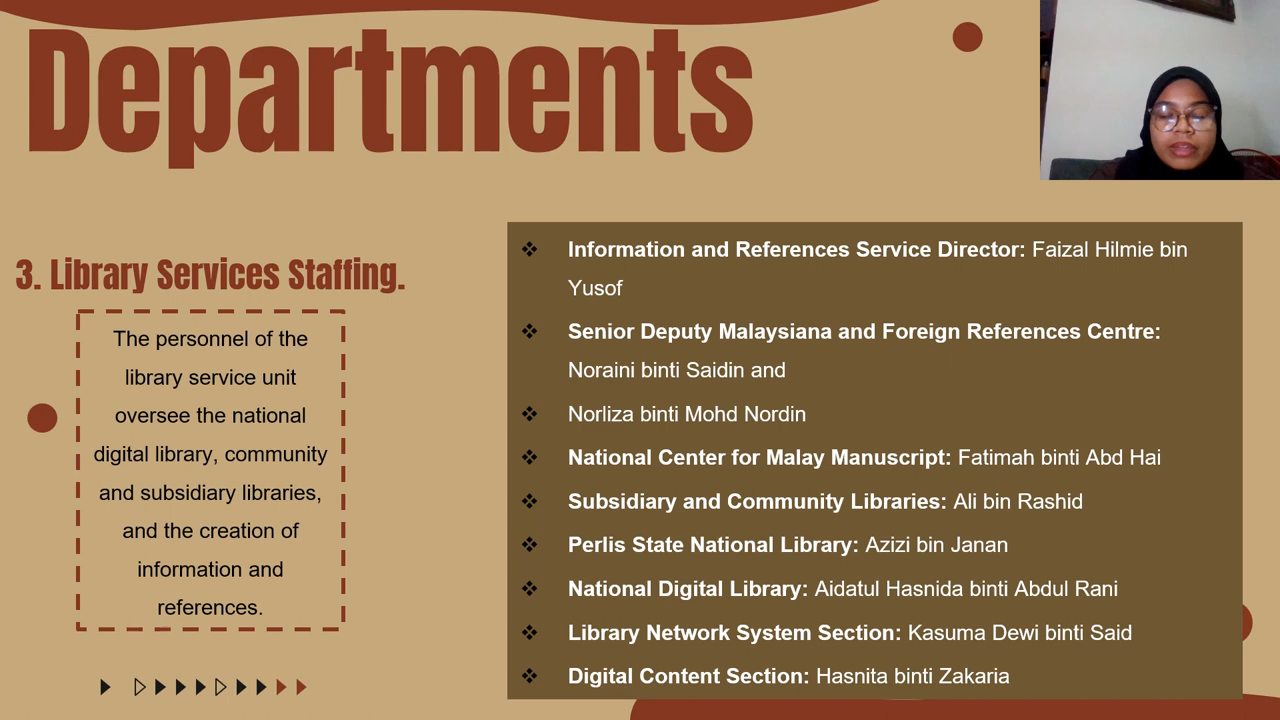 Departments
3. Library Services Staffing.
The personnel of the
library service unit
oversee the national
digital library, community
and subsidiary libraries,
and the creation of
information and
references.
Information and References Service Director: Faizal Hilmie bin
Yusof
Senior Deputy Malaysiana and Foreign References Centre:
Noraini binti Saidin and
Norliza binti Mohd Nordin
National Center for Malay Manuscript: Fatimah binti Abd Hai
Subsidiary and Community Libraries: Ali bin Rashid
Perlis State National Library: Azizi bin Janan
National Digital Library: Aidatul Hasnida binti Abdul Rani
Library Network System Section: Kasuma Dewi binti Said
Digital Content Section: Hasnita binti Zakaria